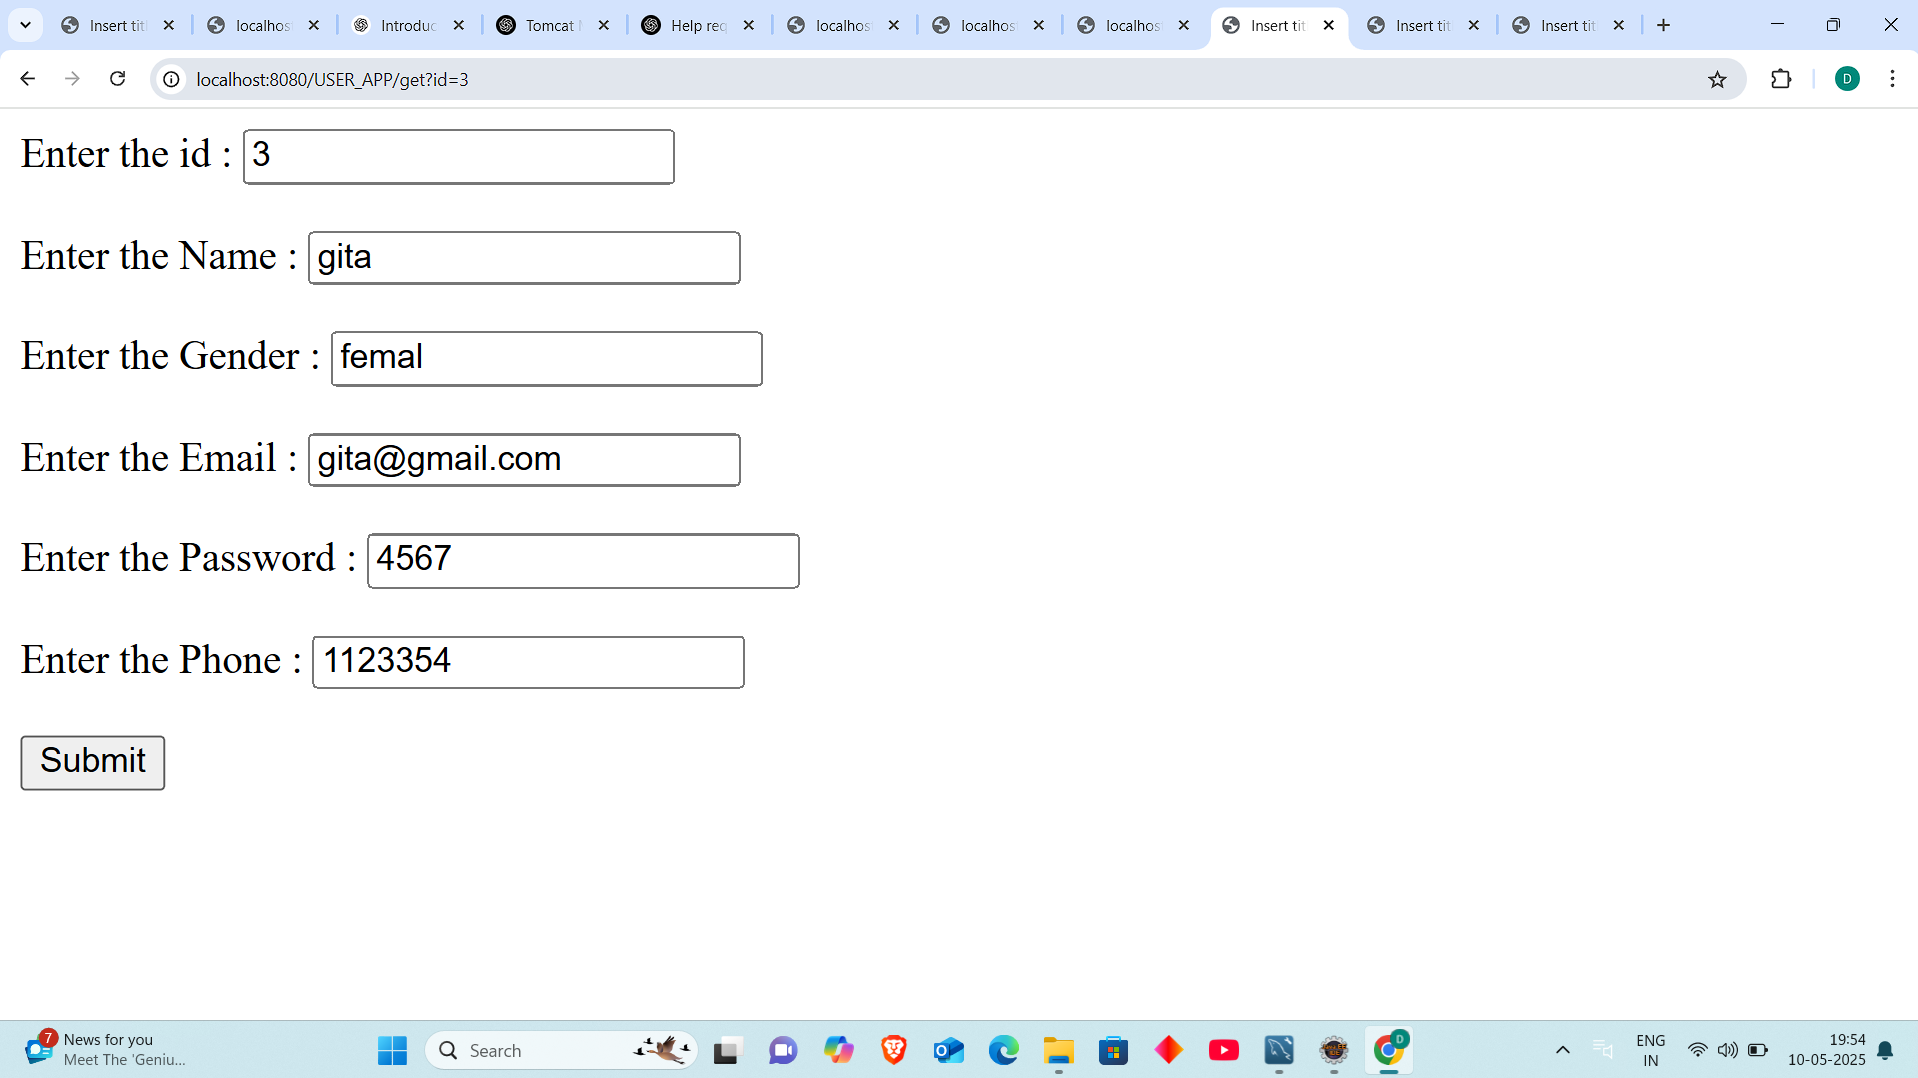 Insert tit
localhos
Introduc
Tomcat
Help req
localhos
localhos
localhos
Insert tit
Insert tit
Insert tit
localhost:8080/USER_APP/get?id=3
D
Enter the id : 3
Enter the Name : gita
Enter the Gender : femal
Enter the Email : gita@gmail.com
Enter the Password : 4567
Enter the Phone : 1123354
Submit
7
News for you
Meet The 'Geniu...
Search
D
ENG
IN
19:54
10-05-2025